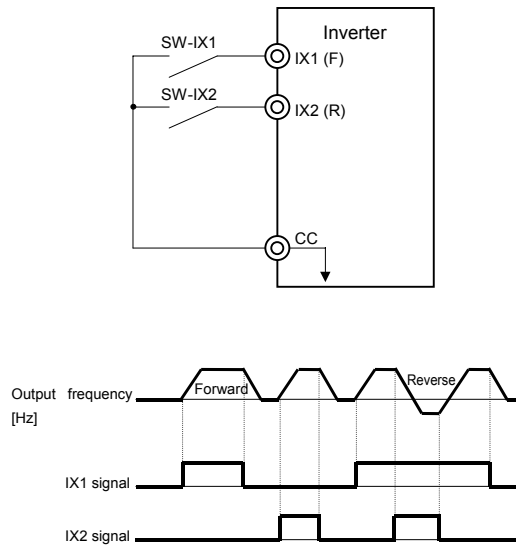 Inverter
SW-IX1
IX1 (F)
SW-IX2
IX2 (R)
CC
Output frequency
[Hz]
Forward
Reverse
IX1 signal
IX2 signal